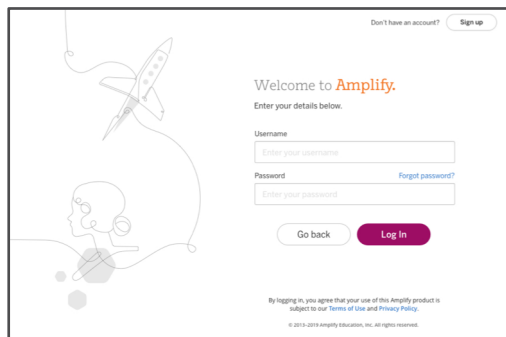 Don't have an account? Sign up
Welcome to Amplify.
Enter your details below.
Username
Enter your username
Password Forgot password?
Enter your password
Go back Log In
By logging in, you agree that your use of this Amplify product is
subject to our Terms of Use and Privacy Policy.
© 2013-2019 Amplify Education, Inc. All rights reserved.